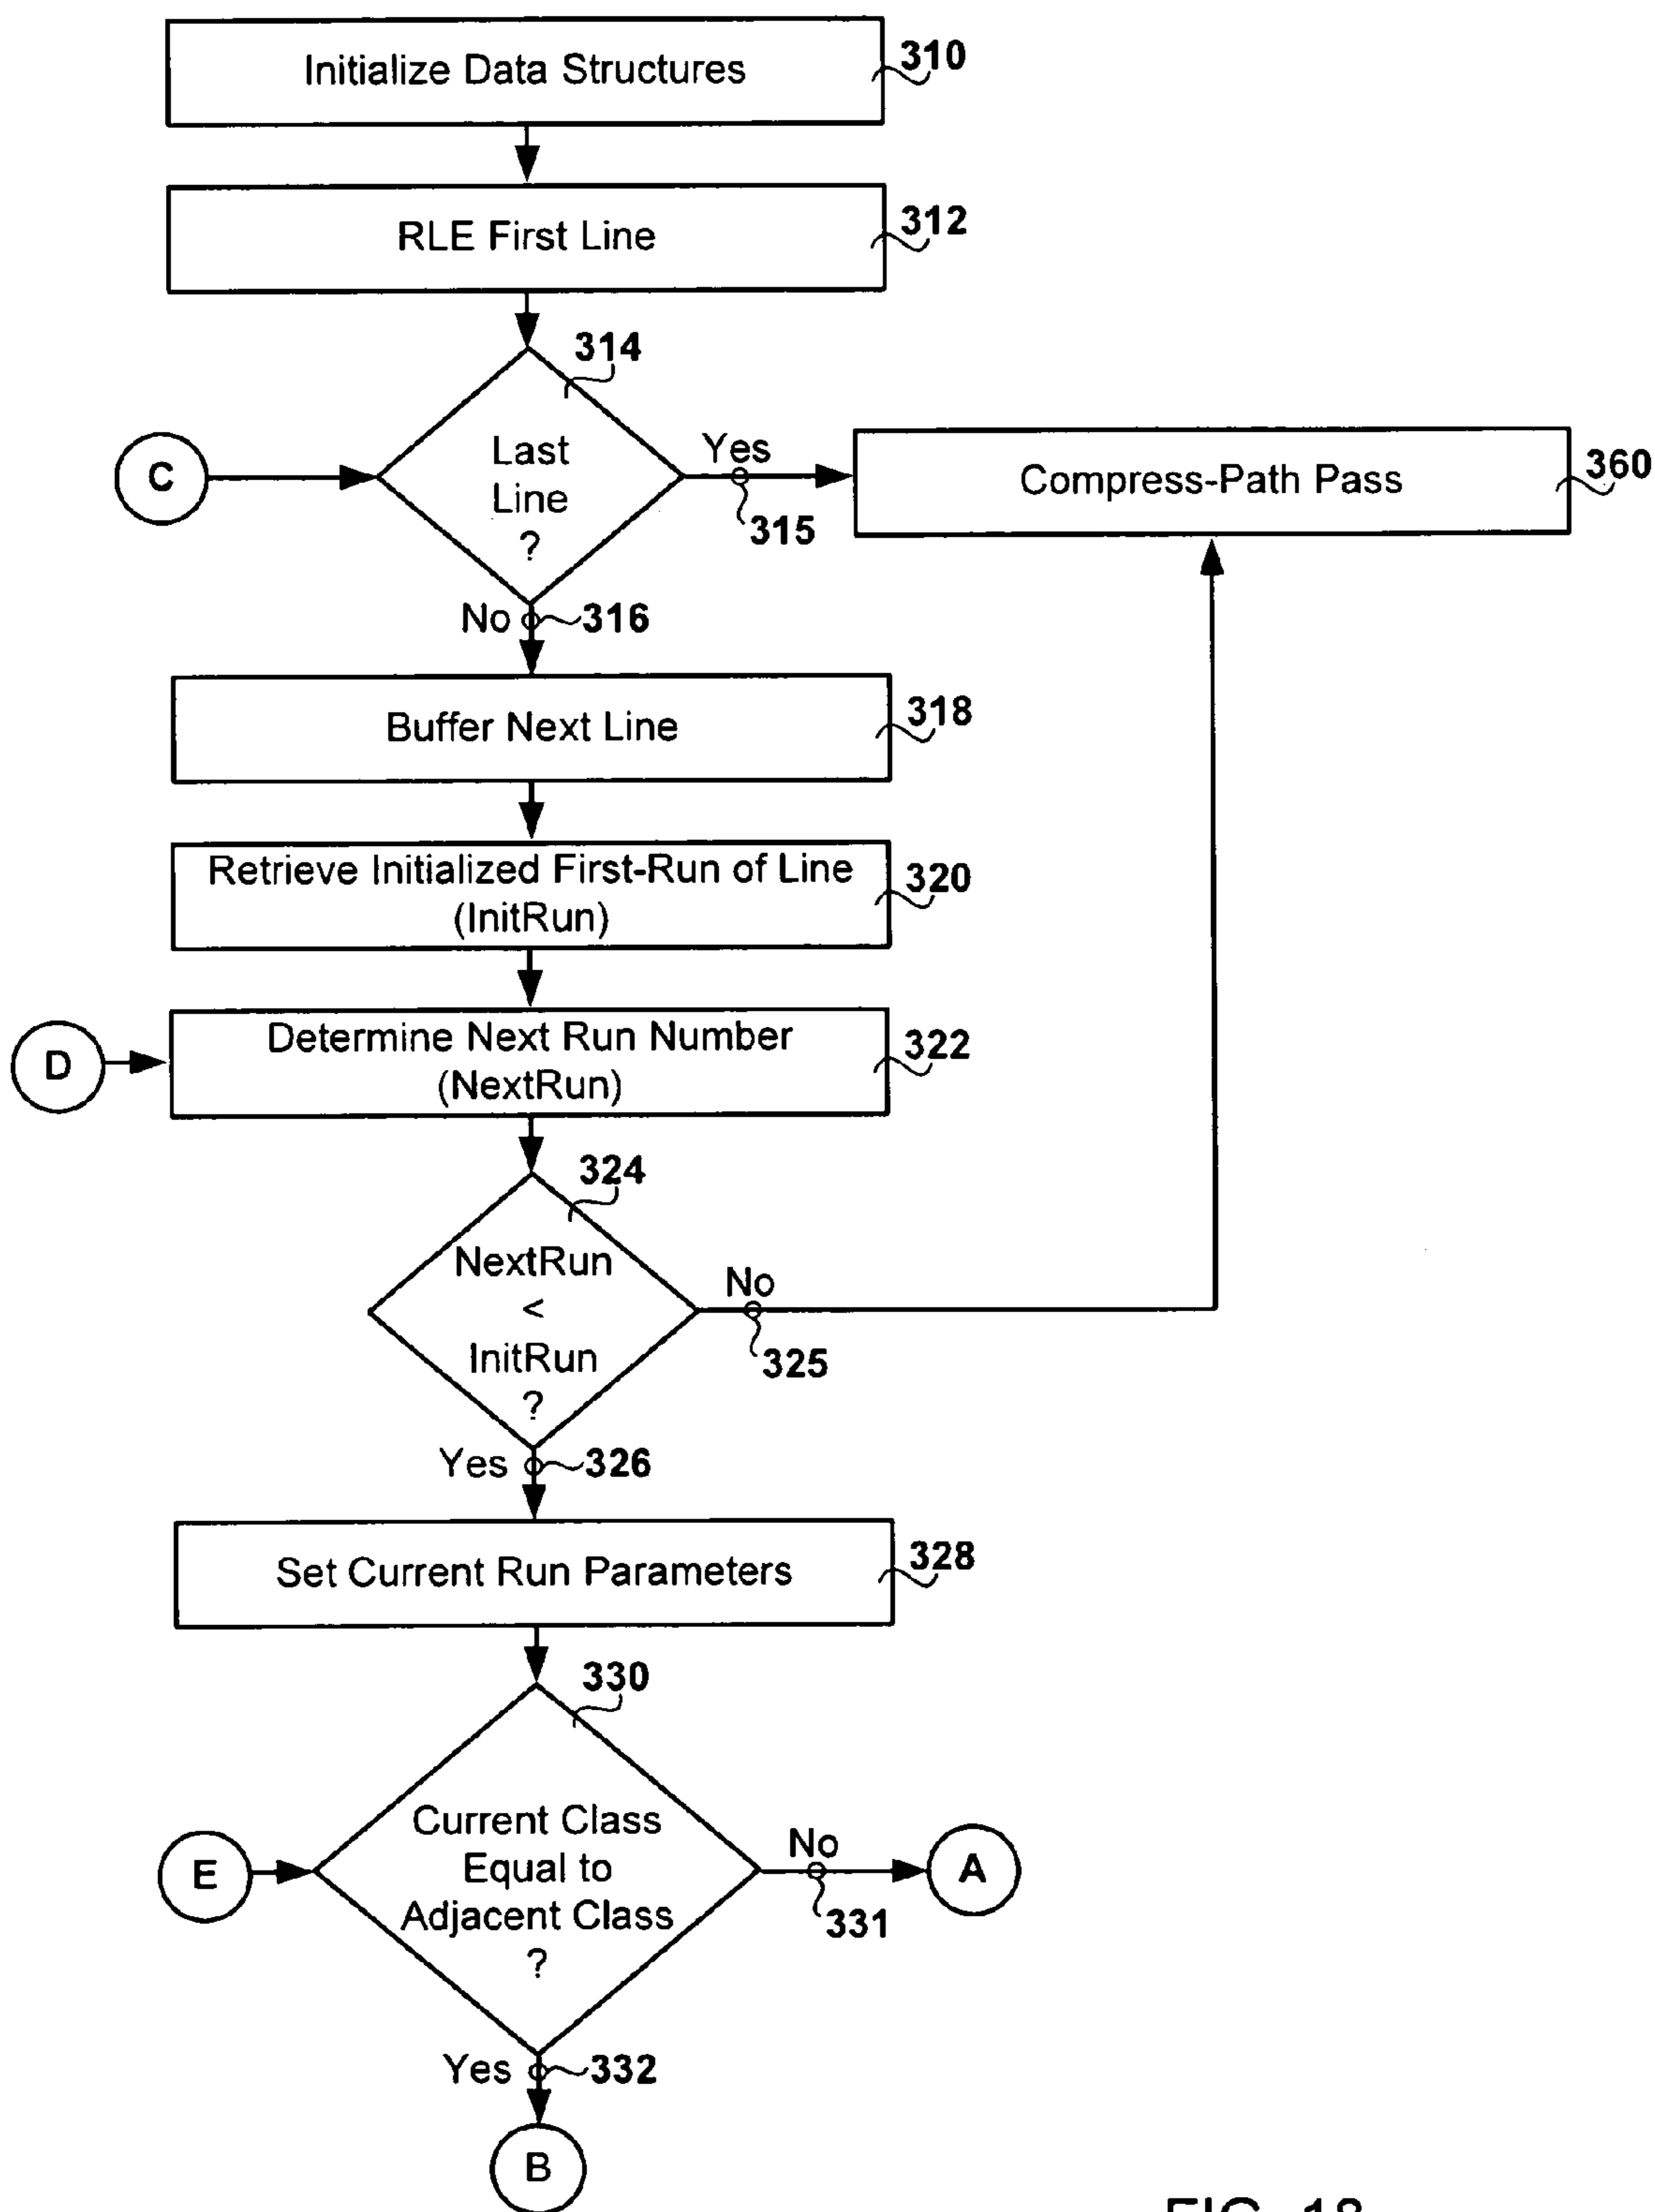 Initialize Data Structures
310
RLE First Line
312
314
Last
Line
?
C
Yes
315
Compress-Path Pass
360
No
316
Buffer Next Line
318
Retrieve Initialized First-Run of Line
(InitRun)
320
D
Determine Next Run Number
(NextRun)
322
324
NextRun
<
InitRun
?
No
325
Yes
326
Set Current Run Parameters
328
330
E
Current Class
Equal to
Adjacent Class
?
No
331
A
Yes
332
B
FIG. 18